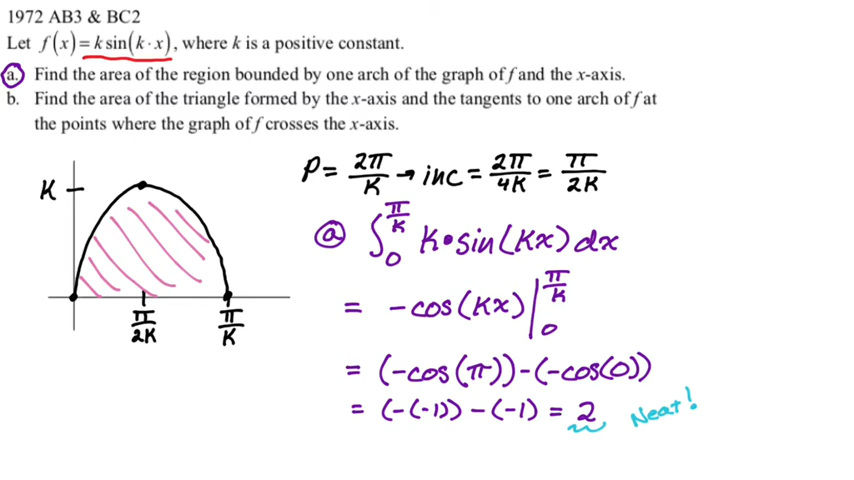 1972 AB3 & BC2
Let f(x) = k sin(k · x), where k is a positive constant.
a. Find the area of the region bounded by one arch of the graph of f and the x-axis.
b. Find the area of the triangle formed by the x-axis and the tangents to one arch of f at
the points where the graph of f crosses the x-axis.
P = 2π/K → inc = 2π/4K = π/2K
K
π/2K
π/K
ⓐ ∫₀^(π/K) K·sin(Kx)dx
= -cos(Kx) |₀^(π/K)
= (-cos(π)) - (-cos(0))
= (-(-1)) - (-1) = 2 Neat!